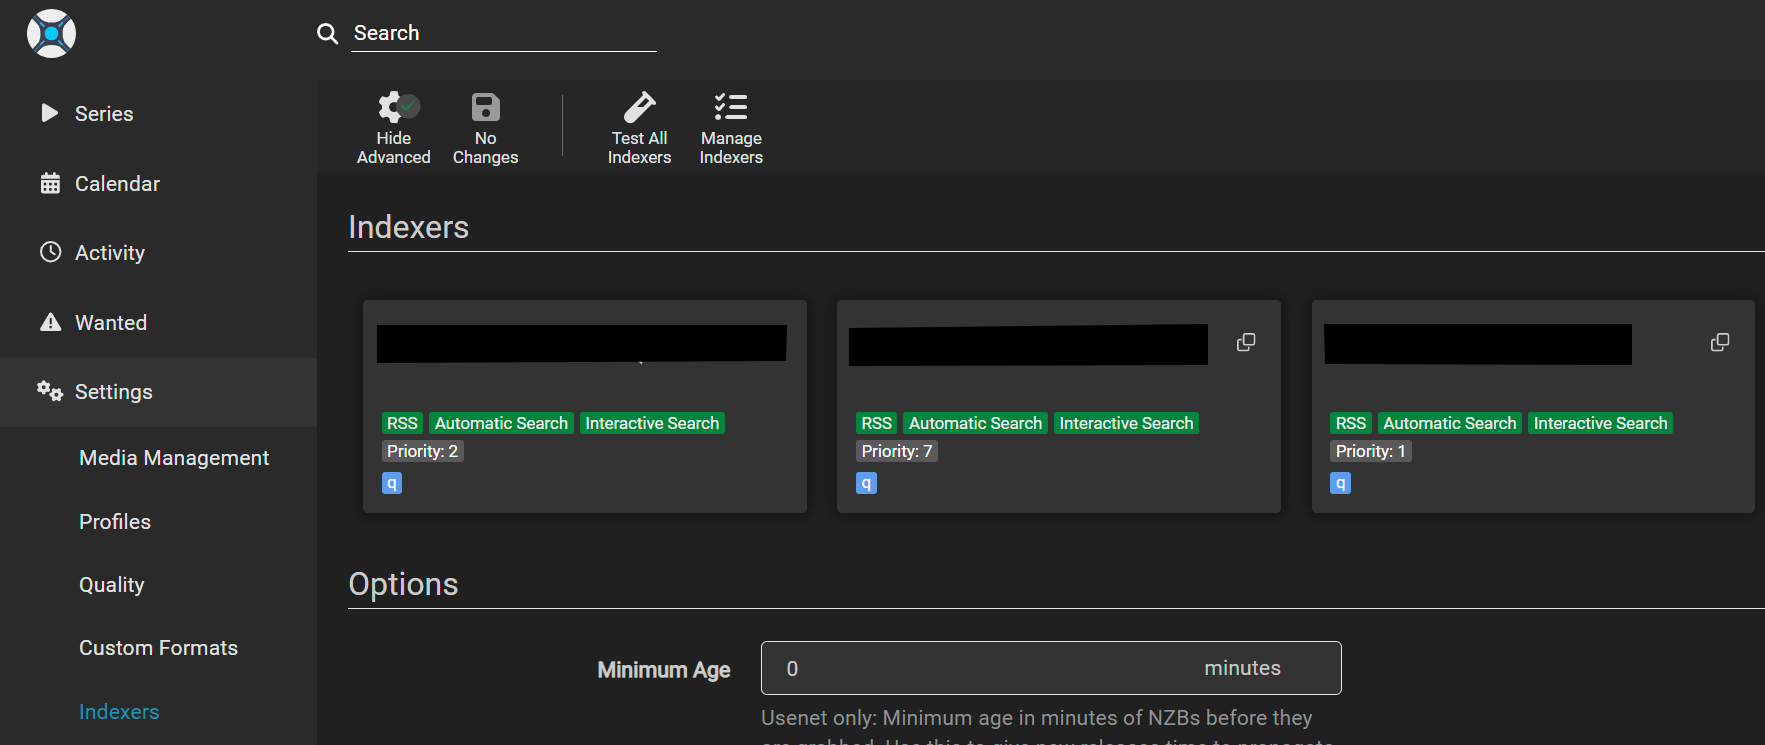 Search
Series
Calendar
Activity
Wanted
Settings
Media Management
Profiles
Quality
Custom Formats
Indexers
Hide
Advanced
No
Changes
Test All
Indexers
Manage
Indexers
Indexers
RSS Automatic Search Interactive Search
Priority: 2
q
RSS Automatic Search Interactive Search
Priority: 7
q
RSS Automatic Search Interactive Search
Priority: 1
q
Options
Minimum Age
0 minutes
Usenet only: Minimum age in minutes of NZBs before they